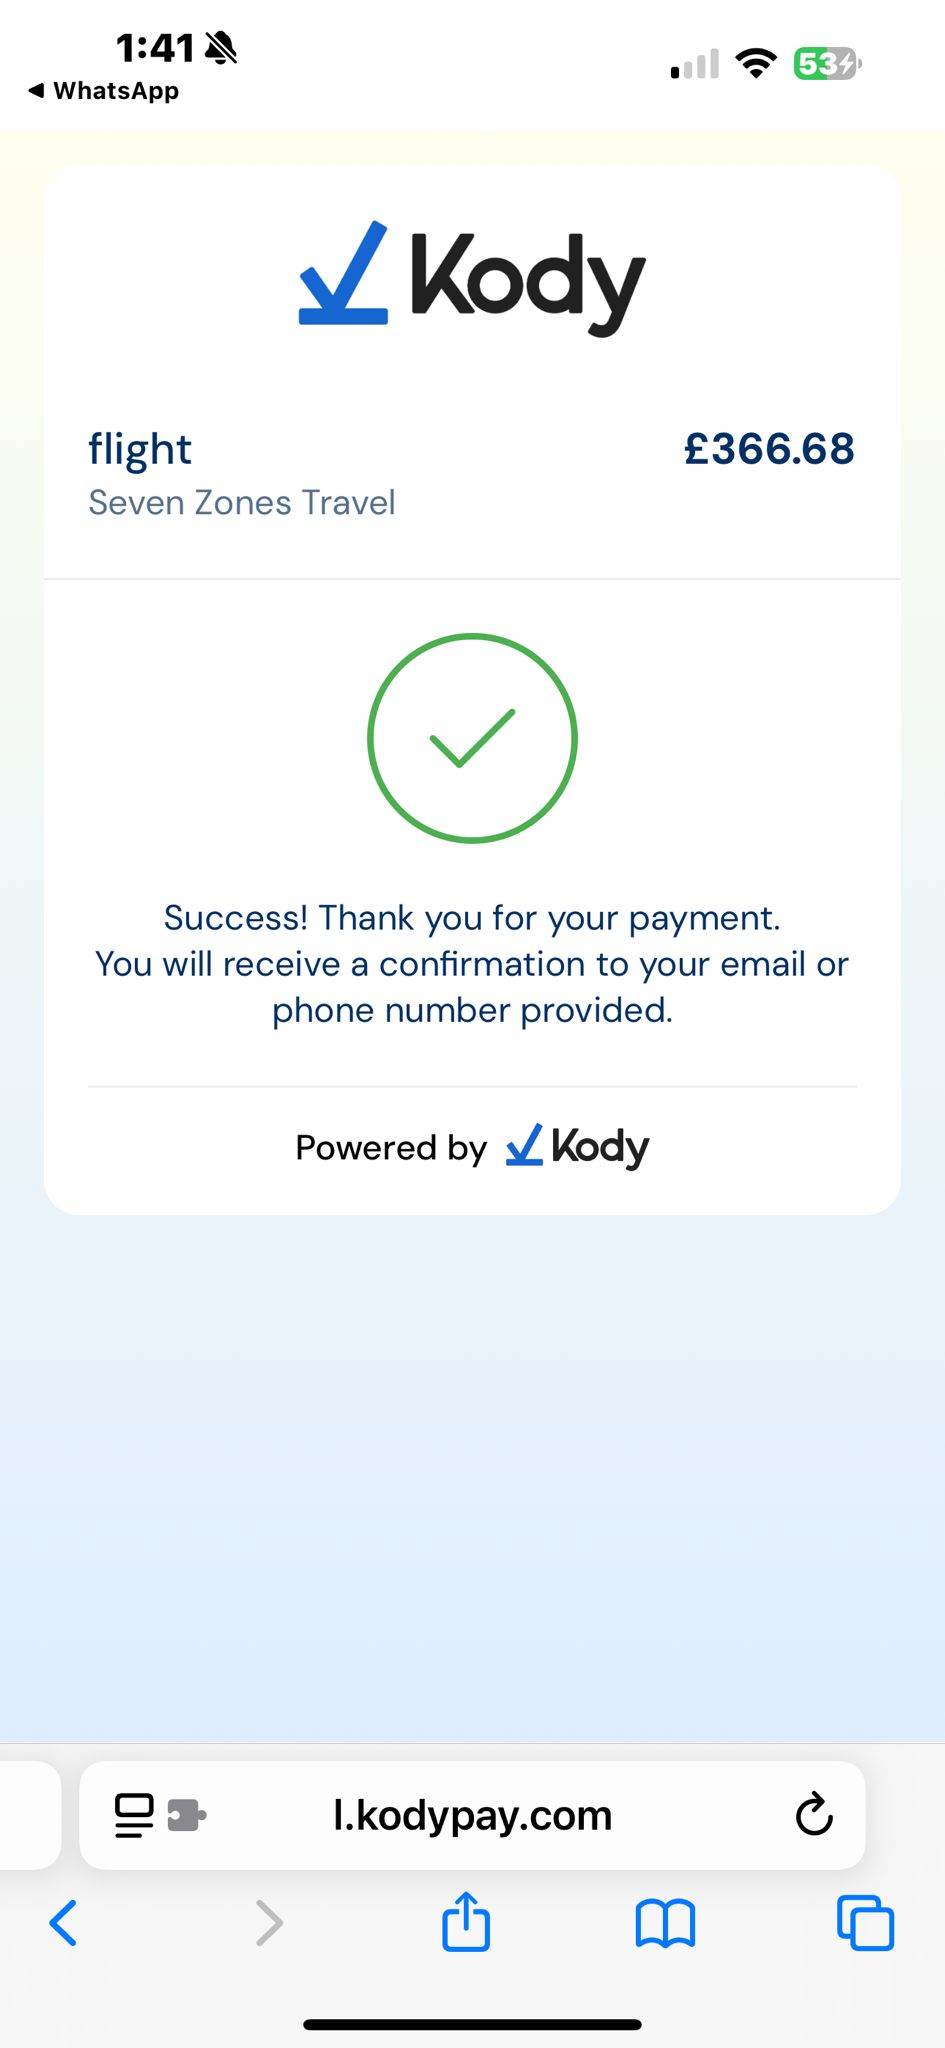 1:41
53
◀ WhatsApp
Kody
flight £366.68
Seven Zones Travel
Success! Thank you for your payment.
You will receive a confirmation to your email or
phone number provided.
Powered by Kody
l.kodypay.com